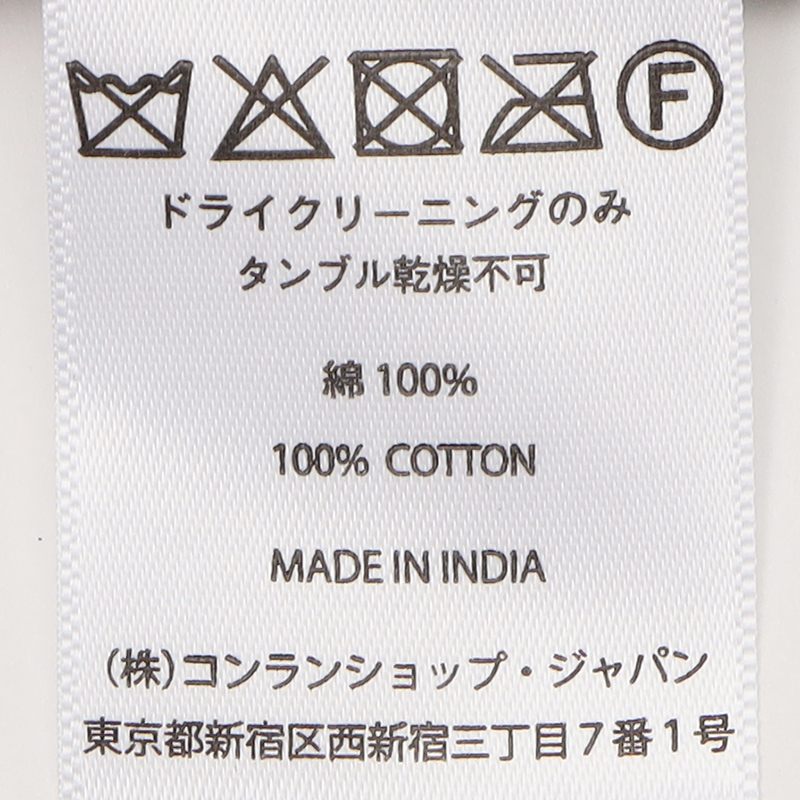 F
ドライクリーニングのみ
タンブル乾燥不可
綿 100%
100% COTTON
MADE IN INDIA
(株)コンランショップ・ジャパン
東京都新宿区西新宿三丁目7番1号